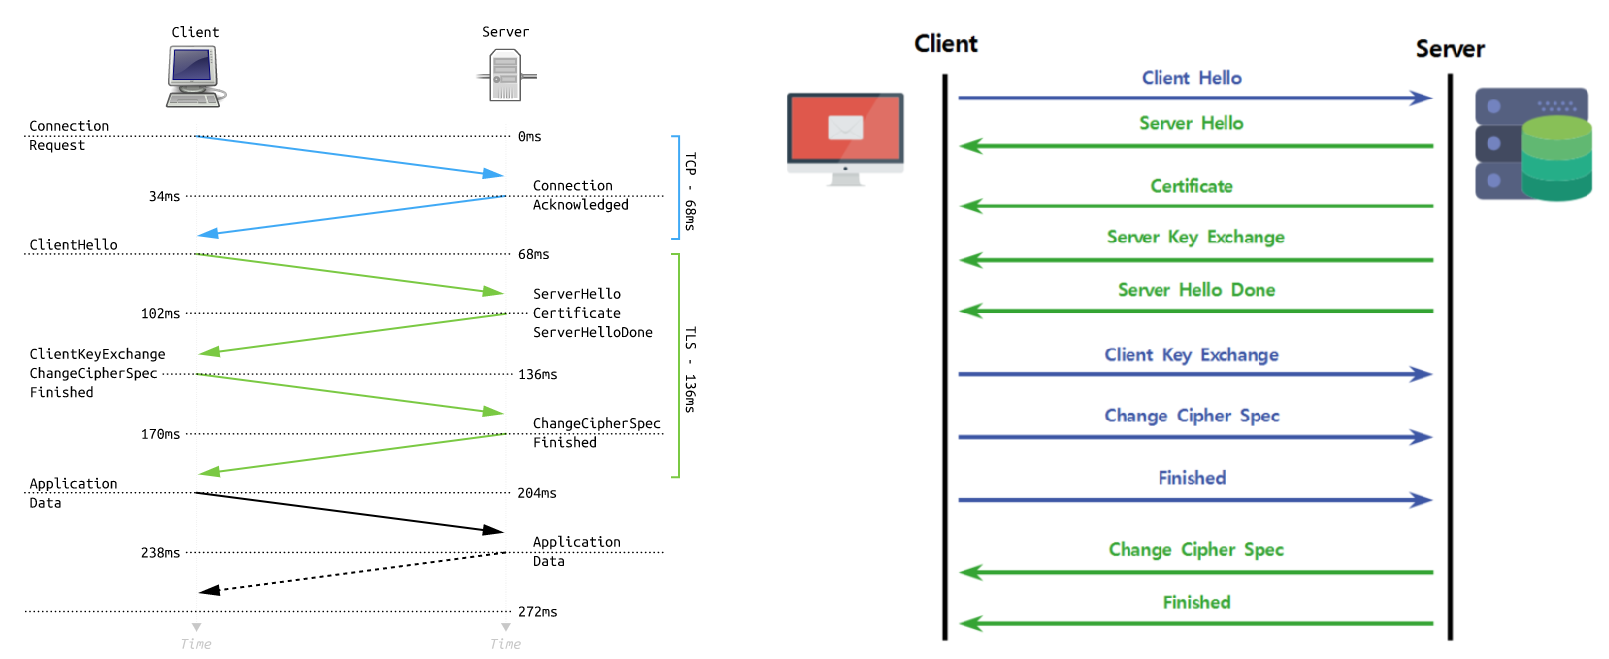 Client
Server
Connection
Request
0ms
Connection
Acknowledged
34ms
TCP - 68ms
ClientHello
68ms
ServerHello
Certificate
ServerHelloDone
102ms
TLS - 136ms
ClientKeyExchange
ChangeCipherSpec
Finished
136ms
ChangeCipherSpec
Finished
170ms
Application
Data
204ms
Application
Data
238ms
272ms
Time
Time
Client
Server
Client Hello
Server Hello
Certificate
Server Key Exchange
Server Hello Done
Client Key Exchange
Change Cipher Spec
Finished
Change Cipher Spec
Finished